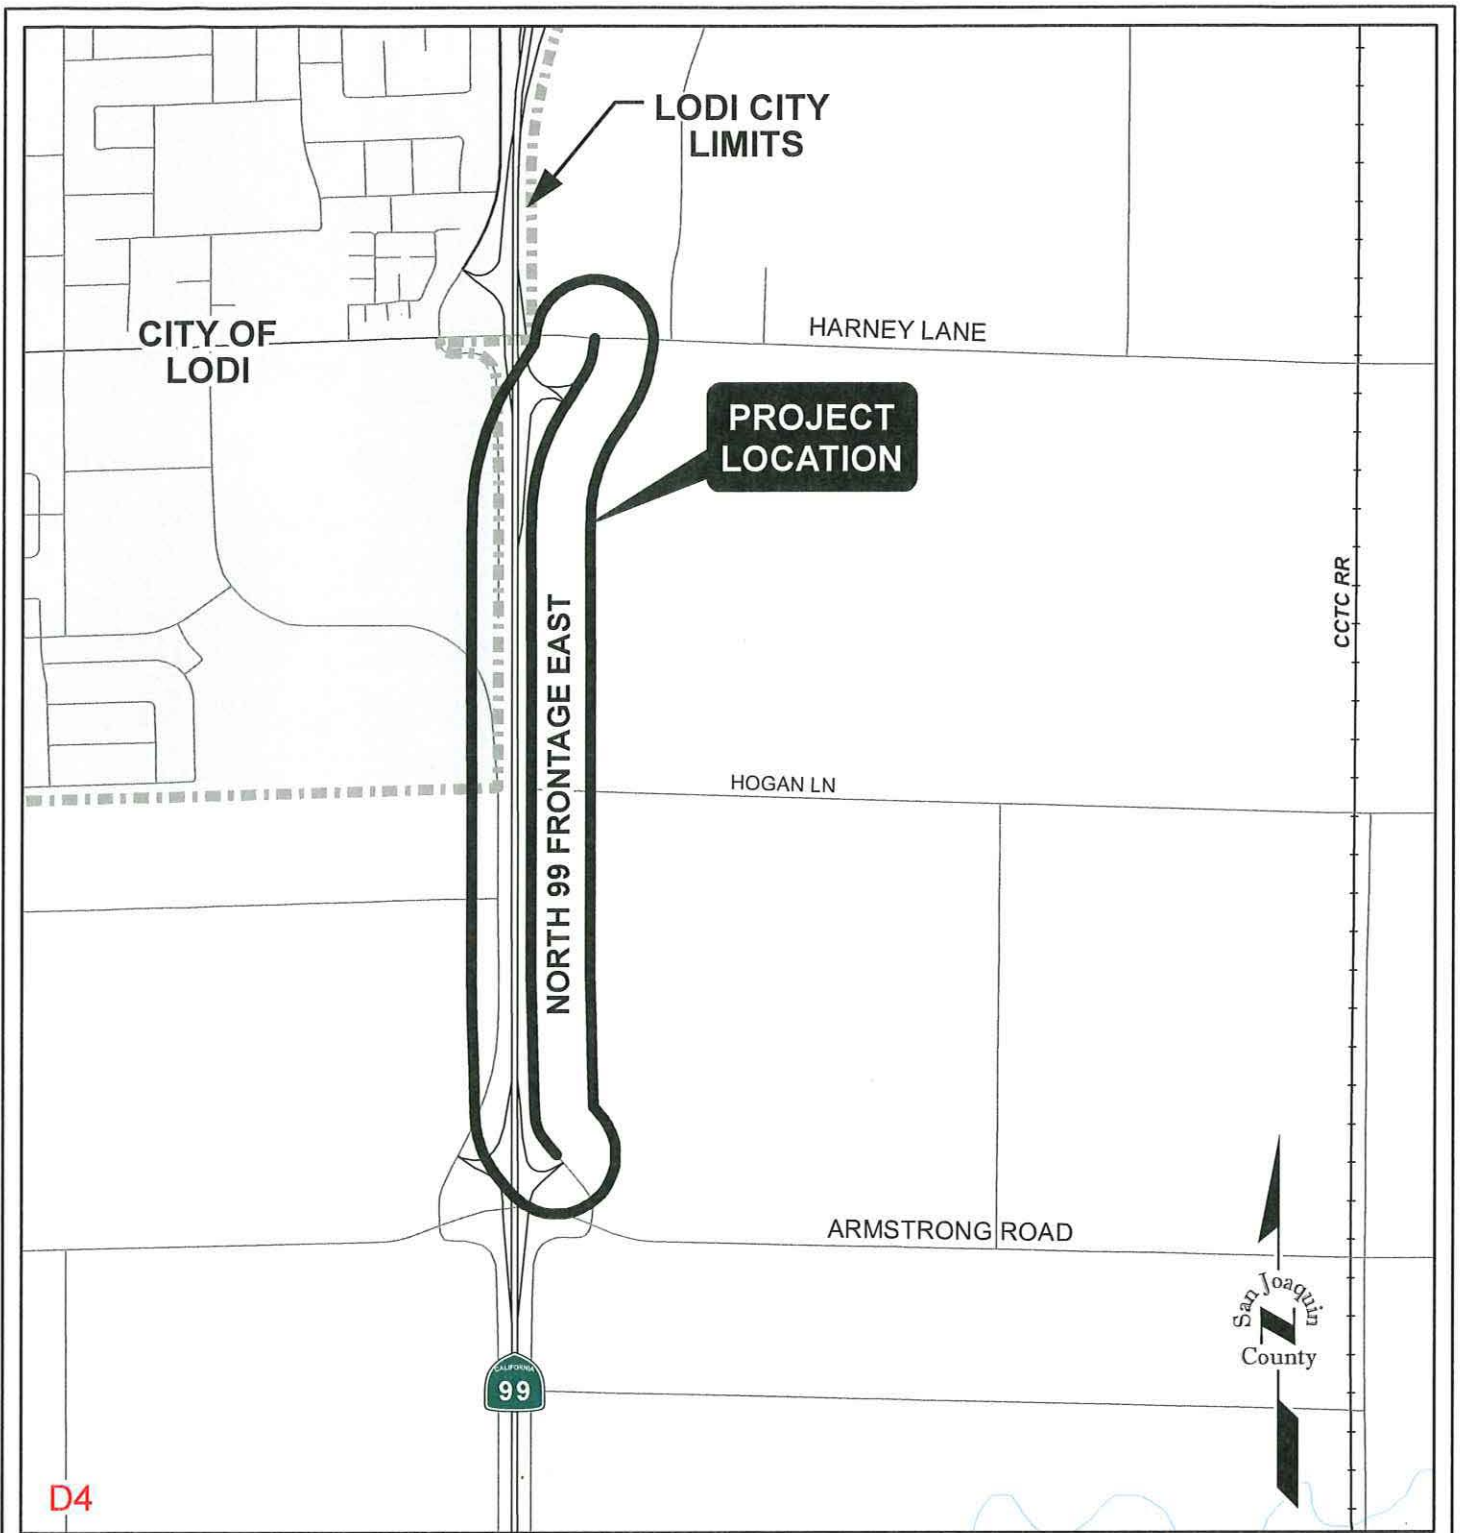 LODI CITY
LIMITS
CITY OF
LODI
HARNEY LANE
PROJECT
LOCATION
CCTC RR
NORTH 99 FRONTAGE EAST
HOGAN LN
ARMSTRONG ROAD
San Joaquin
N
County
CALIFORNIA
99
D4